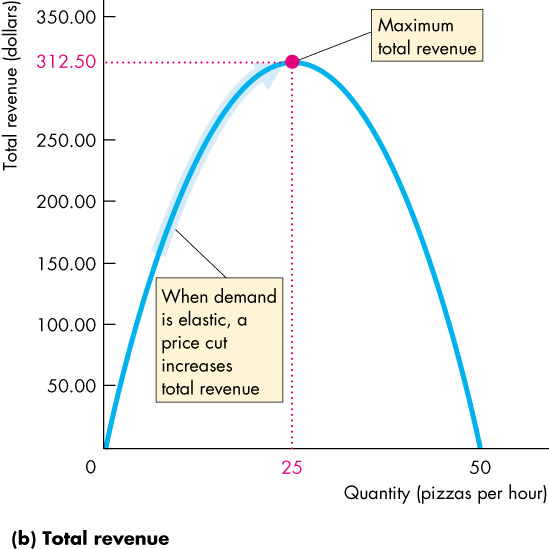 Total revenue (dollars)
350.00
312.50
250.00
200.00
150.00
100.00
50.00
0
25
50
Quantity (pizzas per hour)
Maximum
total revenue
When demand
is elastic, a
price cut
increases
total revenue
(b) Total revenue